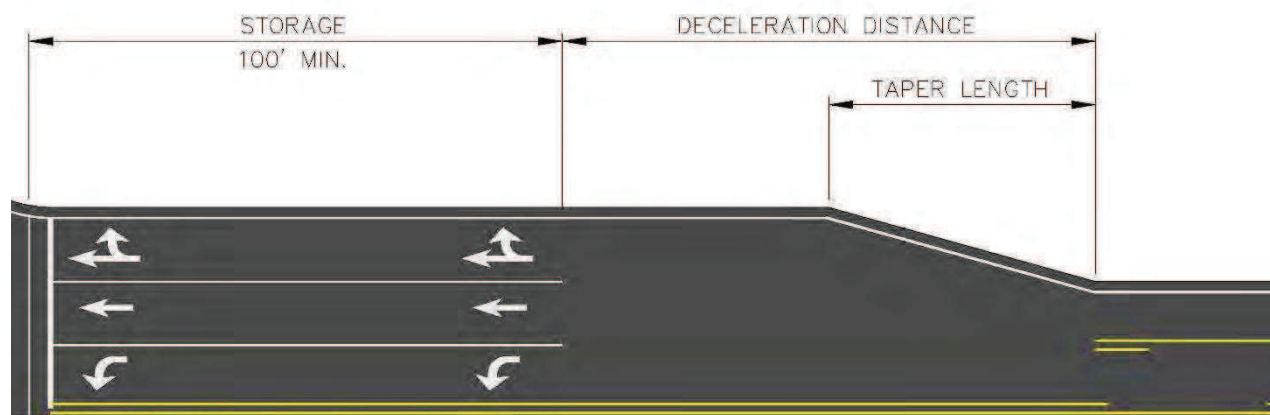 STORAGE
100' MIN.
DECELERATION DISTANCE
TAPER LENGTH